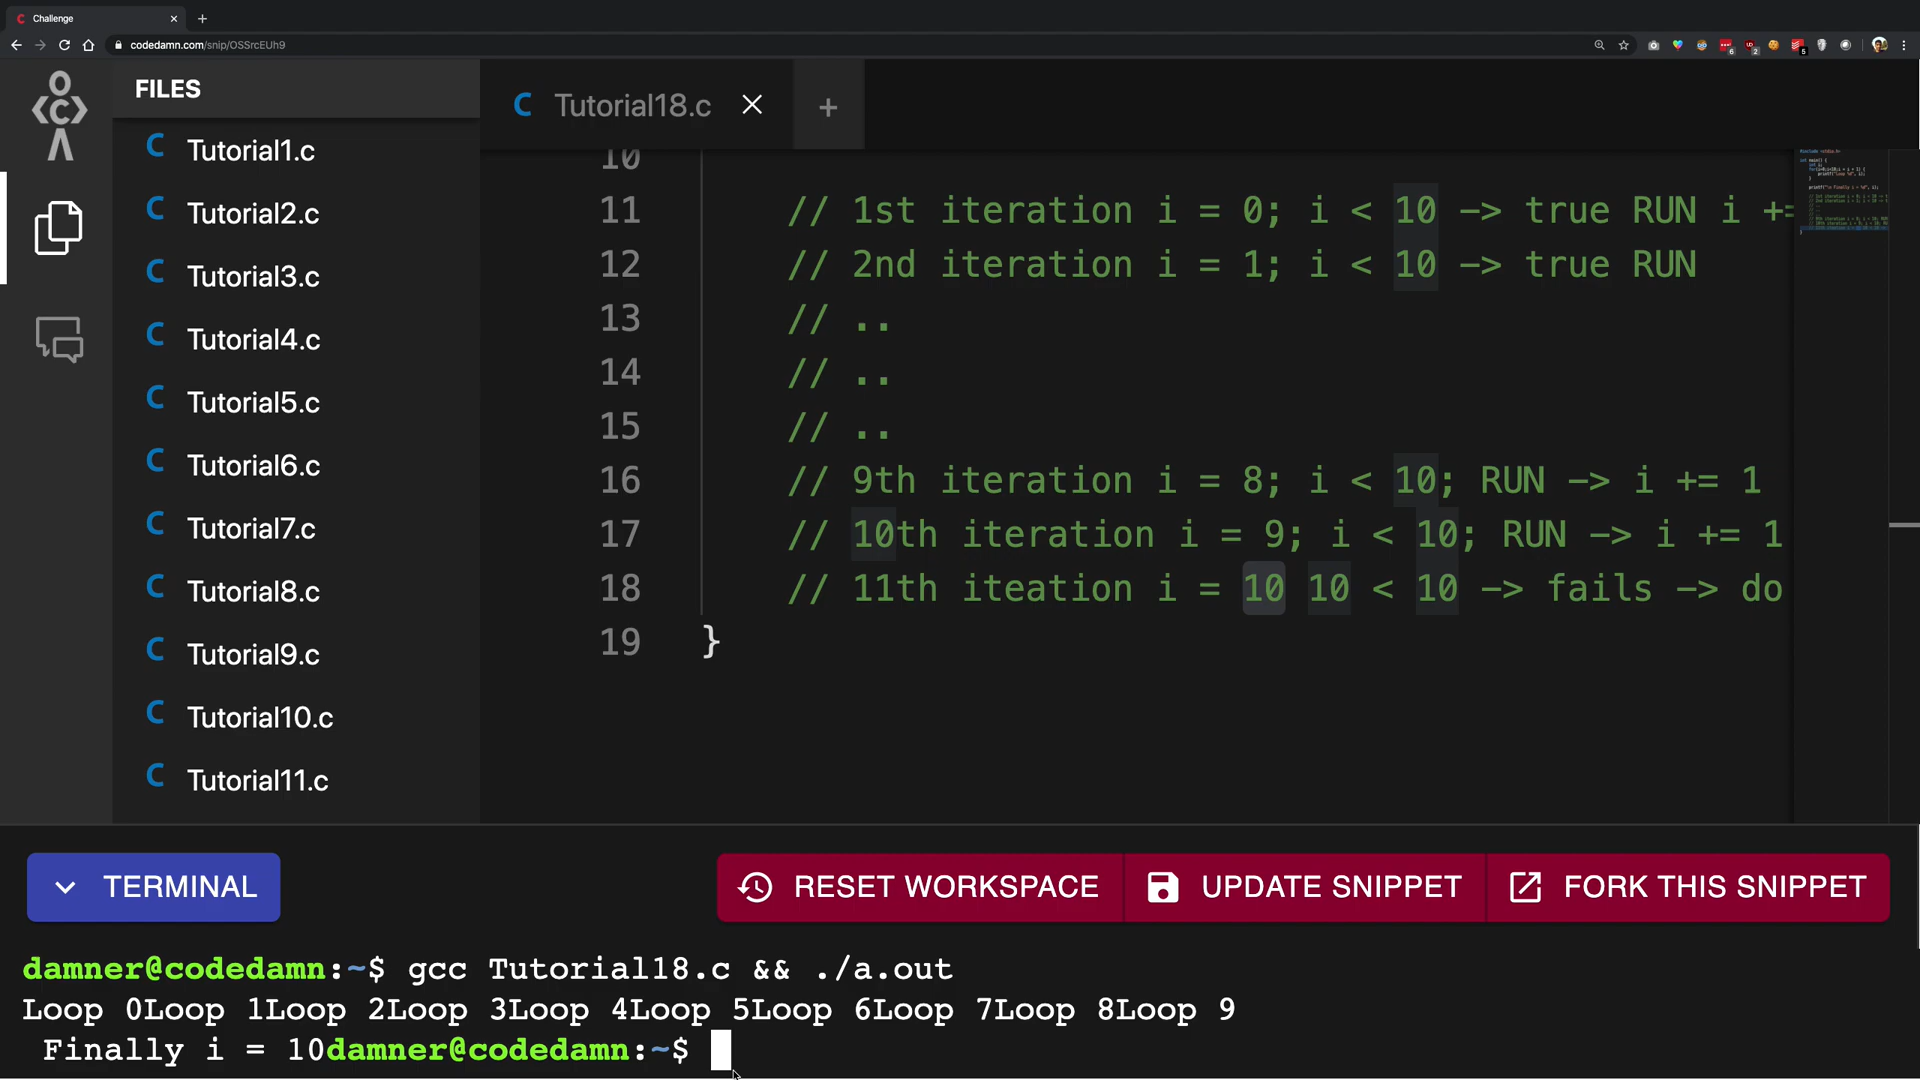 Challenge
codedamn.com/snip/OSSrcEUh9
FILES
Tutorial1.c
Tutorial2.c
Tutorial3.c
Tutorial4.c
Tutorial5.c
Tutorial6.c
Tutorial7.c
Tutorial8.c
Tutorial9.c
Tutorial10.c
Tutorial11.c
Tutorial18.c
10
11 // 1st iteration i = 0; i < 10 -> true RUN i +=
12 // 2nd iteration i = 1; i < 10 -> true RUN
13 // ..
14 // ..
15 // ..
16 // 9th iteration i = 8; i < 10; RUN -> i += 1
17 // 10th iteration i = 9; i < 10; RUN -> i += 1
18 // 11th iteation i = 10 10 < 10 -> fails -> do
19 }
TERMINAL
RESET WORKSPACE
UPDATE SNIPPET
FORK THIS SNIPPET
damner@codedamn:~$ gcc Tutorial18.c && ./a.out
Loop 0Loop 1Loop 2Loop 3Loop 4Loop 5Loop 6Loop 7Loop 8Loop 9
Finally i = 10damner@codedamn:~$